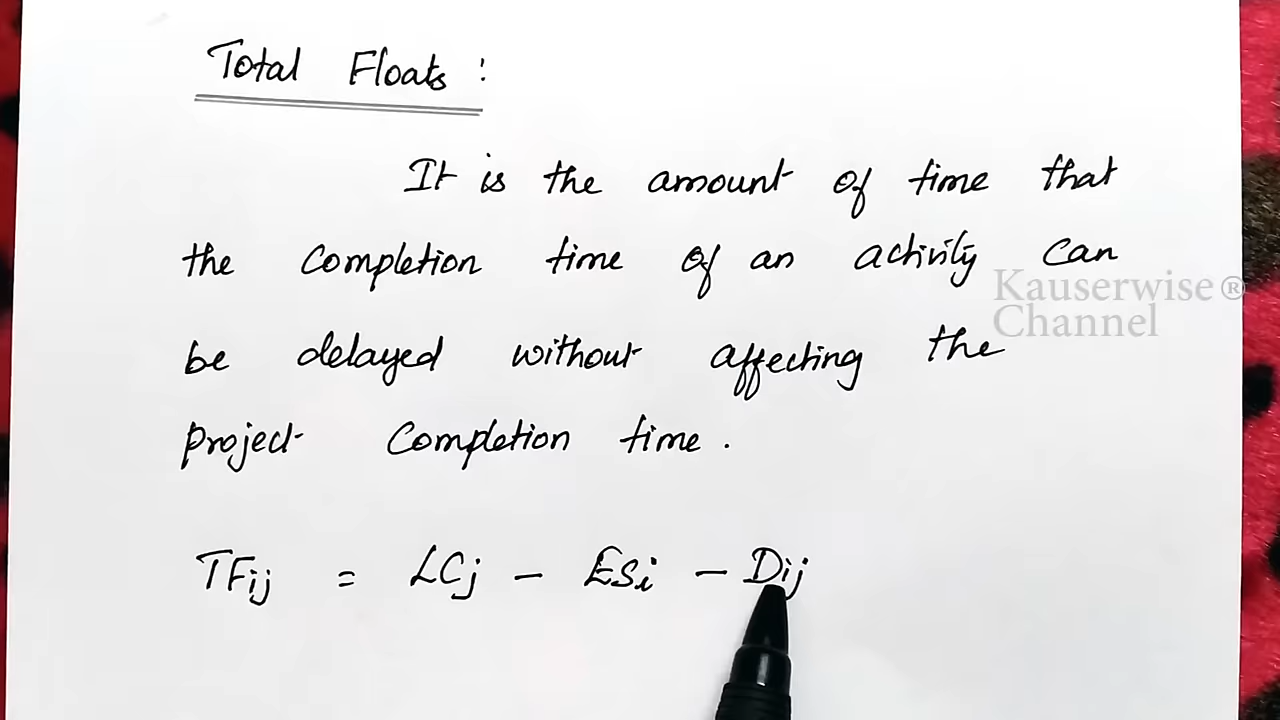 Total Floats :
It is the amount of time that
the completion time of an activity can
Kauserwise®
Channel
be delayed without affecting the
project completion time.
TFij = LCj - ESi - Dij